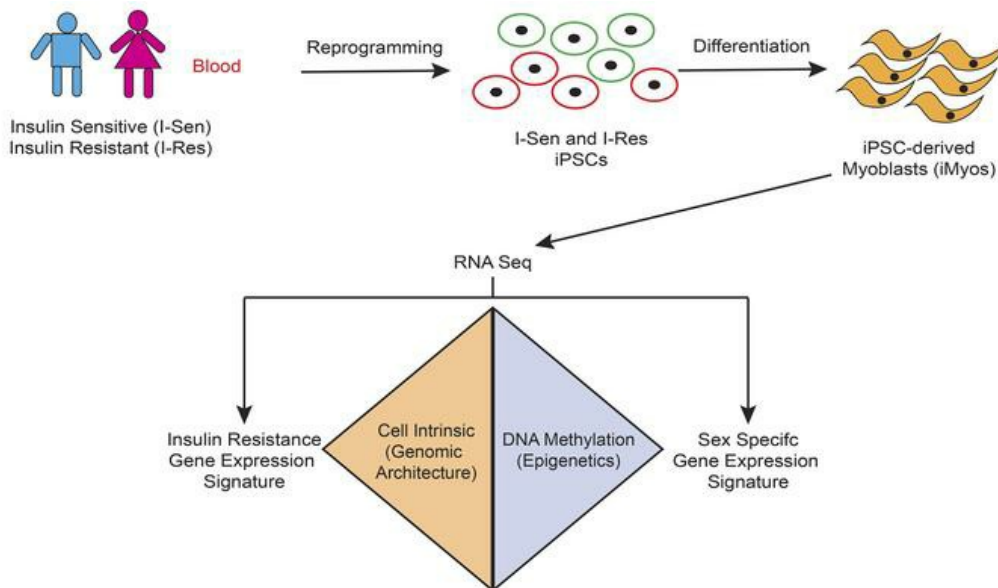 Blood
Insulin Sensitive (I-Sen)
Insulin Resistant (I-Res)
Reprogramming
I-Sen and I-Res
iPSCs
Differentiation
iPSC-derived
Myoblasts (iMyos)
RNA Seq
Insulin Resistance
Gene Expression
Signature
Cell Intrinsic
(Genomic
Architecture)
DNA Methylation
(Epigenetics)
Sex Specifc
Gene Expression
Signature